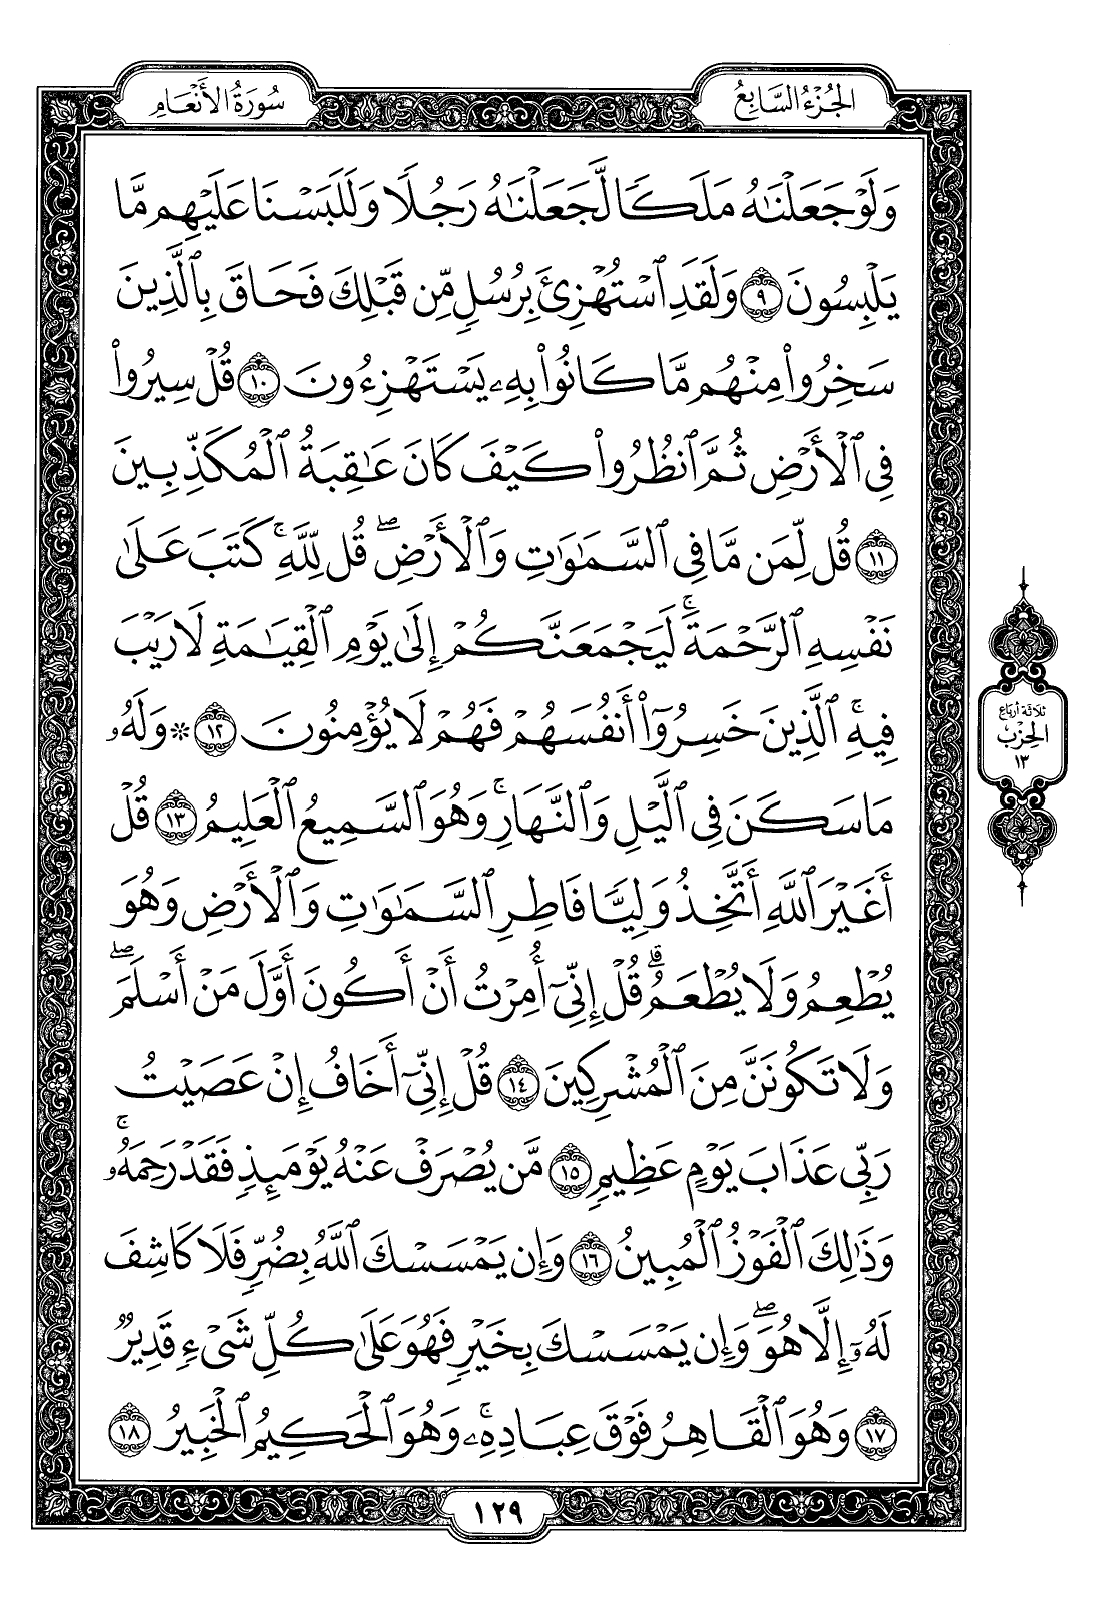 الجُزْءُ السَّابِعُ
سُورَةُ الأَنْعَامِ
وَلَوْ جَعَلْنَٰهُ مَلَكًا لَّجَعَلْنَٰهُ رَجُلًا وَلَلَبَسْنَا عَلَيْهِم مَّا
يَلْبِسُونَ ٩ وَلَقَدِ ٱسْتُهْزِئَ بِرُسُلٍ مِّن قَبْلِكَ فَحَاقَ بِٱلَّذِينَ
سَخِرُوا۟ مِنْهُم مَّا كَانُوا۟ بِهِۦ يَسْتَهْزِءُونَ ١٠ قُلْ سِيرُوا۟
فِى ٱلْأَرْضِ ثُمَّ ٱنظُرُوا۟ كَيْفَ كَانَ عَٰقِبَةُ ٱلْمُكَذِّبِينَ
١١ قُل لِّمَن مَّا فِى ٱلسَّمَٰوَٰتِ وَٱلْأَرْضِ ۖ قُل لِّلَّهِ ۚ كَتَبَ عَلَىٰ
نَفْسِهِ ٱلرَّحْمَةَ ۚ لَيَجْمَعَنَّكُمْ إِلَىٰ يَوْمِ ٱلْقِيَٰمَةِ لَا رَيْبَ
فِيهِ ۚ ٱلَّذِينَ خَسِرُوٓا۟ أَنفُسَهُمْ فَهُمْ لَا يُؤْمِنُونَ ١٢ * وَلَهُۥ
مَا سَكَنَ فِى ٱلَّيْلِ وَٱلنَّهَارِ ۚ وَهُوَ ٱلسَّمِيعُ ٱلْعَلِيمُ ١٣ قُلْ
أَغَيْرَ ٱللَّهِ أَتَّخِذُ وَلِيًّا فَاطِرِ ٱلسَّمَٰوَٰتِ وَٱلْأَرْضِ وَهُوَ
يُطْعِمُ وَلَا يُطْعَمُ ۗ قُلْ إِنِّىٓ أُمِرْتُ أَنْ أَكُونَ أَوَّلَ مَنْ أَسْلَمَ ۖ
وَلَا تَكُونَنَّ مِنَ ٱلْمُشْرِكِينَ ١٤ قُلْ إِنِّىٓ أَخَافُ إِنْ عَصَيْتُ
رَبِّى عَذَابَ يَوْمٍ عَظِيمٍ ١٥ مَّن يُصْرَفْ عَنْهُ يَوْمَئِذٍ فَقَدْ رَحِمَهُۥ ۚ
وَذَٰلِكَ ٱلْفَوْزُ ٱلْمُبِينُ ١٦ وَإِن يَمْسَسْكَ ٱللَّهُ بِضُرٍّ فَلَا كَاشِفَ
لَهُۥٓ إِلَّا هُوَ ۖ وَإِن يَمْسَسْكَ بِخَيْرٍ فَهُوَ عَلَىٰ كُلِّ شَىْءٍ قَدِيرٌ
١٧ وَهُوَ ٱلْقَاهِرُ فَوْقَ عِبَادِهِۦ ۚ وَهُوَ ٱلْحَكِيمُ ٱلْخَبِيرُ ١٨
ثلاثة أرباع
الحِزْب
١٣
١٢٩